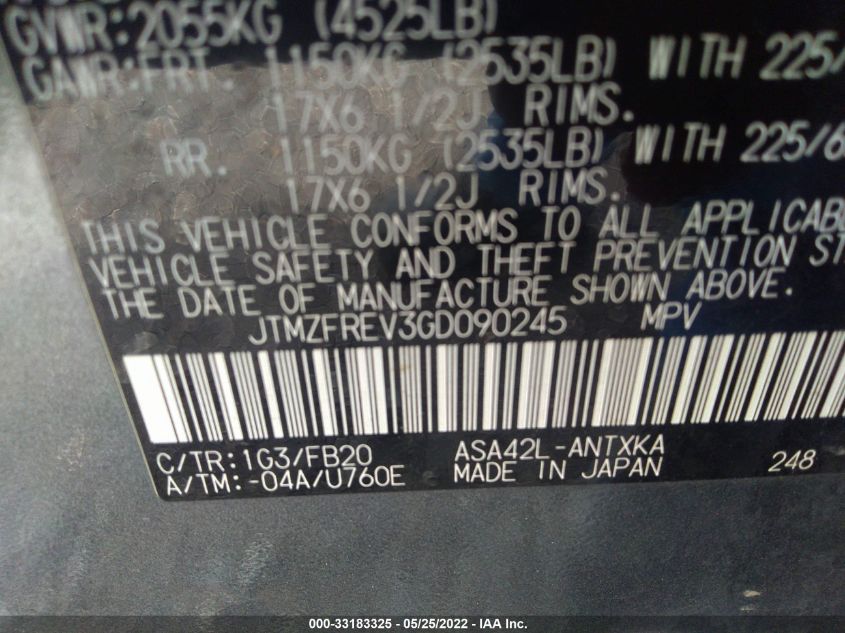 GVWR:2055KG (4525LB)
GAWR:FRT. 1150KG (2535LB) WITH 225/
17X6 1/2J RIMS.
RR. 1150KG (2535LB) WITH 225/6
17X6 1/2J RIMS.
THIS VEHICLE CONFORMS TO ALL APPLICAB
VEHICLE SAFETY AND THEFT PREVENTION ST
THE DATE OF MANUFACTURE SHOWN ABOVE.
JTMZFREV3GD090245 MPV
C/TR:1G3/FB20 ASA42L-ANTXKA
A/TM:-04A/U760E MADE IN JAPAN 248
000-33183325 - 05/25/2022 - IAA Inc.